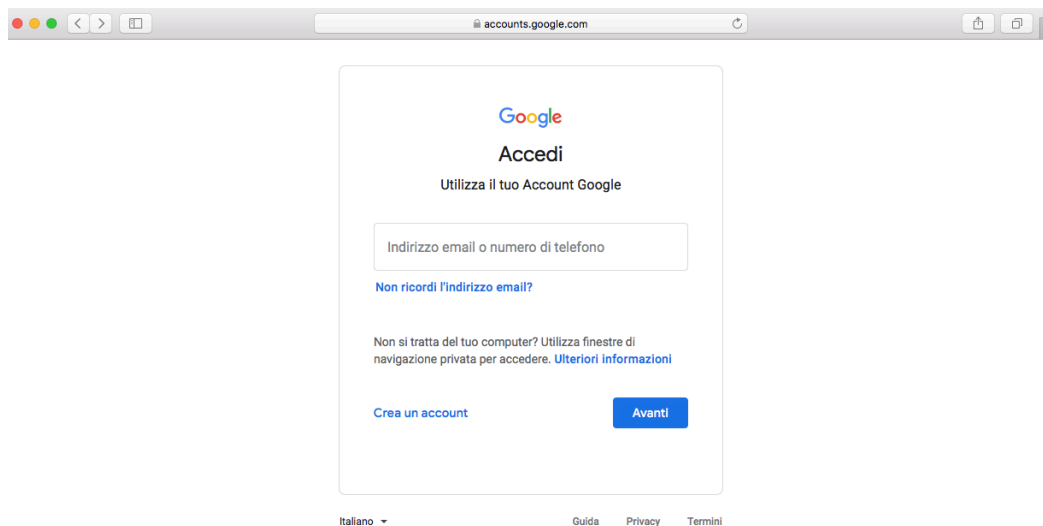 accounts.google.com
Google
Accedi
Utilizza il tuo Account Google
Indirizzo email o numero di telefono
Non ricordi l'indirizzo email?
Non si tratta del tuo computer? Utilizza finestre di
navigazione privata per accedere. Ulteriori informazioni
Crea un account
Avanti
Italiano
Guida Privacy Termini